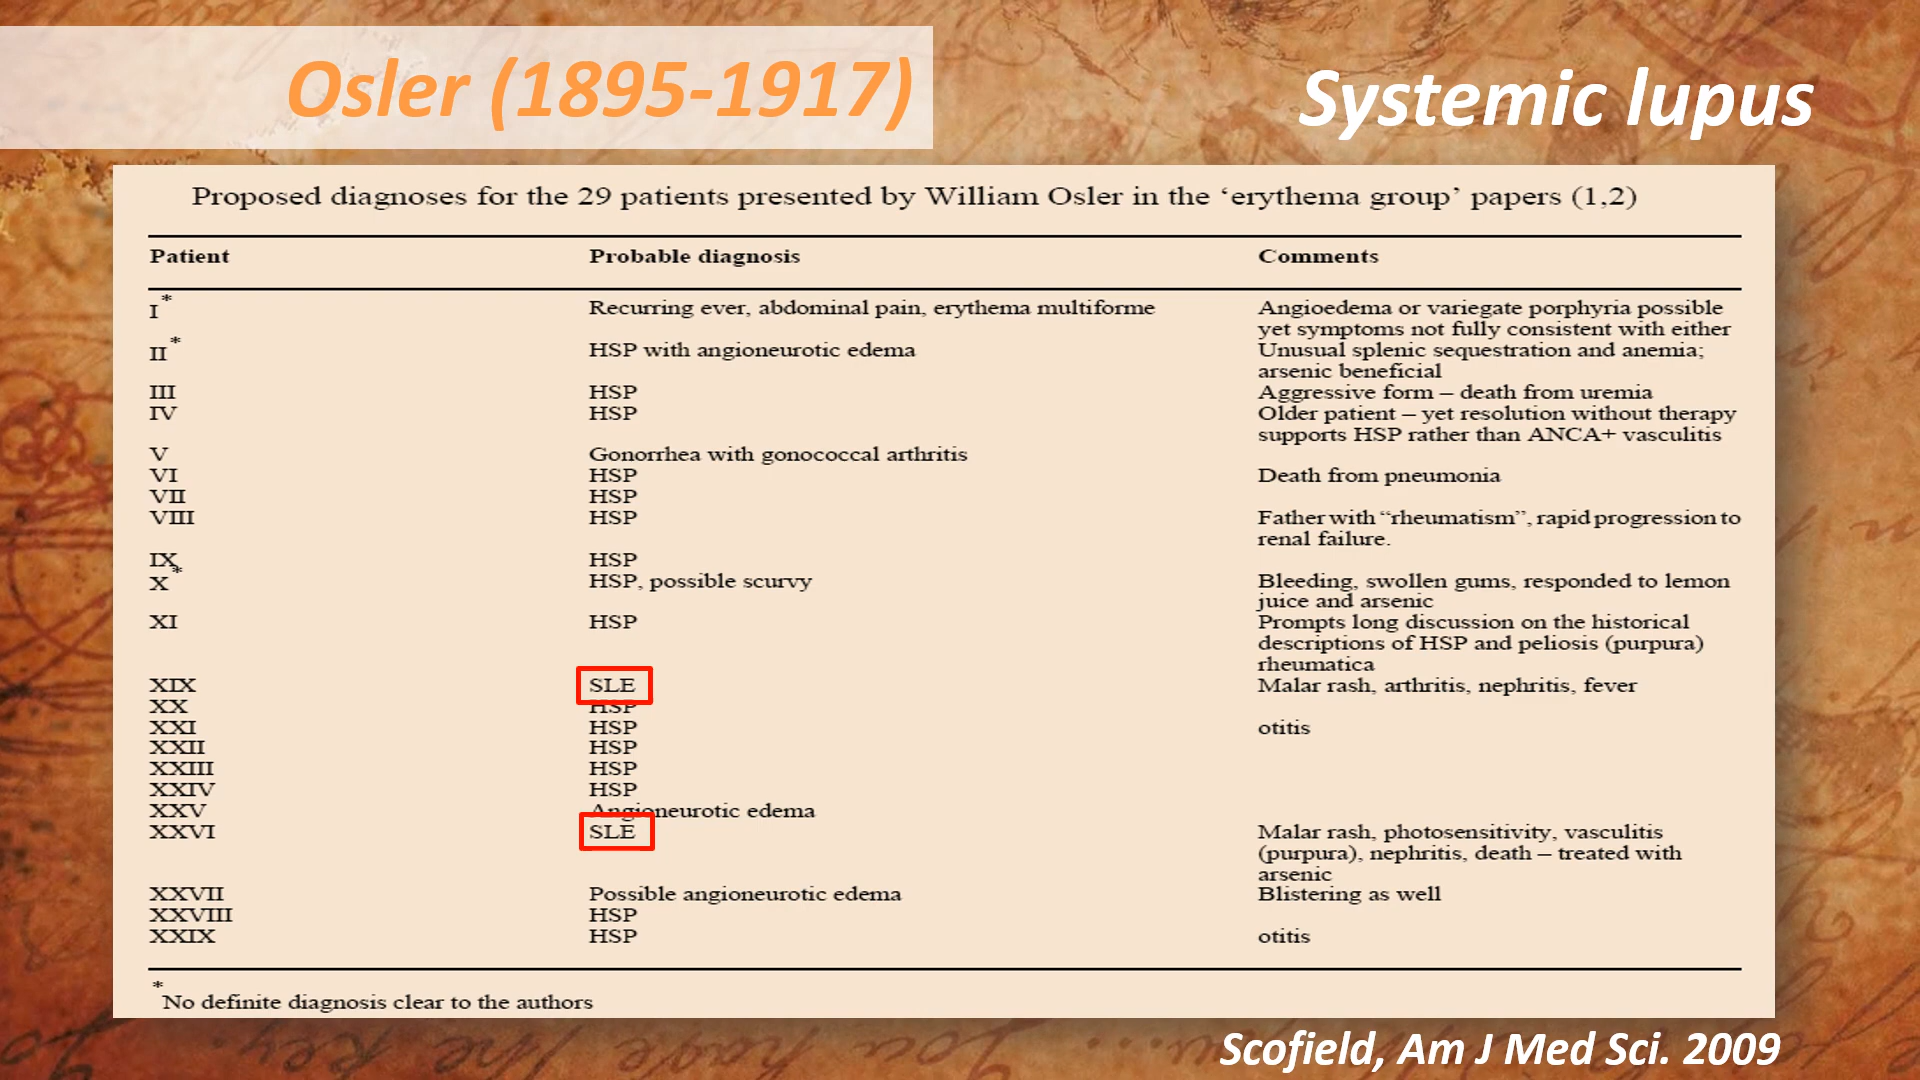 Osler (1895-1917)
Systemic lupus
Proposed diagnoses for the 29 patients presented by William Osler in the ‘erythema group’ papers (1,2)
Patient Probable diagnosis Comments
I* Recurring ever, abdominal pain, erythema multiforme Angioedema or variegate porphyria possible
yet symptoms not fully consistent with either
II* HSP with angioneurotic edema Unusual splenic sequestration and anemia;
arsenic beneficial
III HSP Aggressive form – death from uremia
IV HSP Older patient – yet resolution without therapy
supports HSP rather than ANCA+ vasculitis
V Gonorrhea with gonococcal arthritis
VI HSP Death from pneumonia
VII HSP
VIII HSP Father with “rheumatism”, rapid progression to
renal failure.
IX HSP
X* HSP, possible scurvy Bleeding, swollen gums, responded to lemon
juice and arsenic
XI HSP Prompts long discussion on the historical
descriptions of HSP and peliosis (purpura)
rheumatica
XIX SLE Malar rash, arthritis, nephritis, fever
XX HSP
XXI HSP otitis
XXII HSP
XXIII HSP
XXIV HSP
XXV Angioneurotic edema
XXVI SLE Malar rash, photosensitivity, vasculitis
(purpura), nephritis, death – treated with
arsenic
XXVII Possible angioneurotic edema Blistering as well
XXVIII HSP
XXIX HSP otitis
*No definite diagnosis clear to the authors
Scofield, Am J Med Sci. 2009